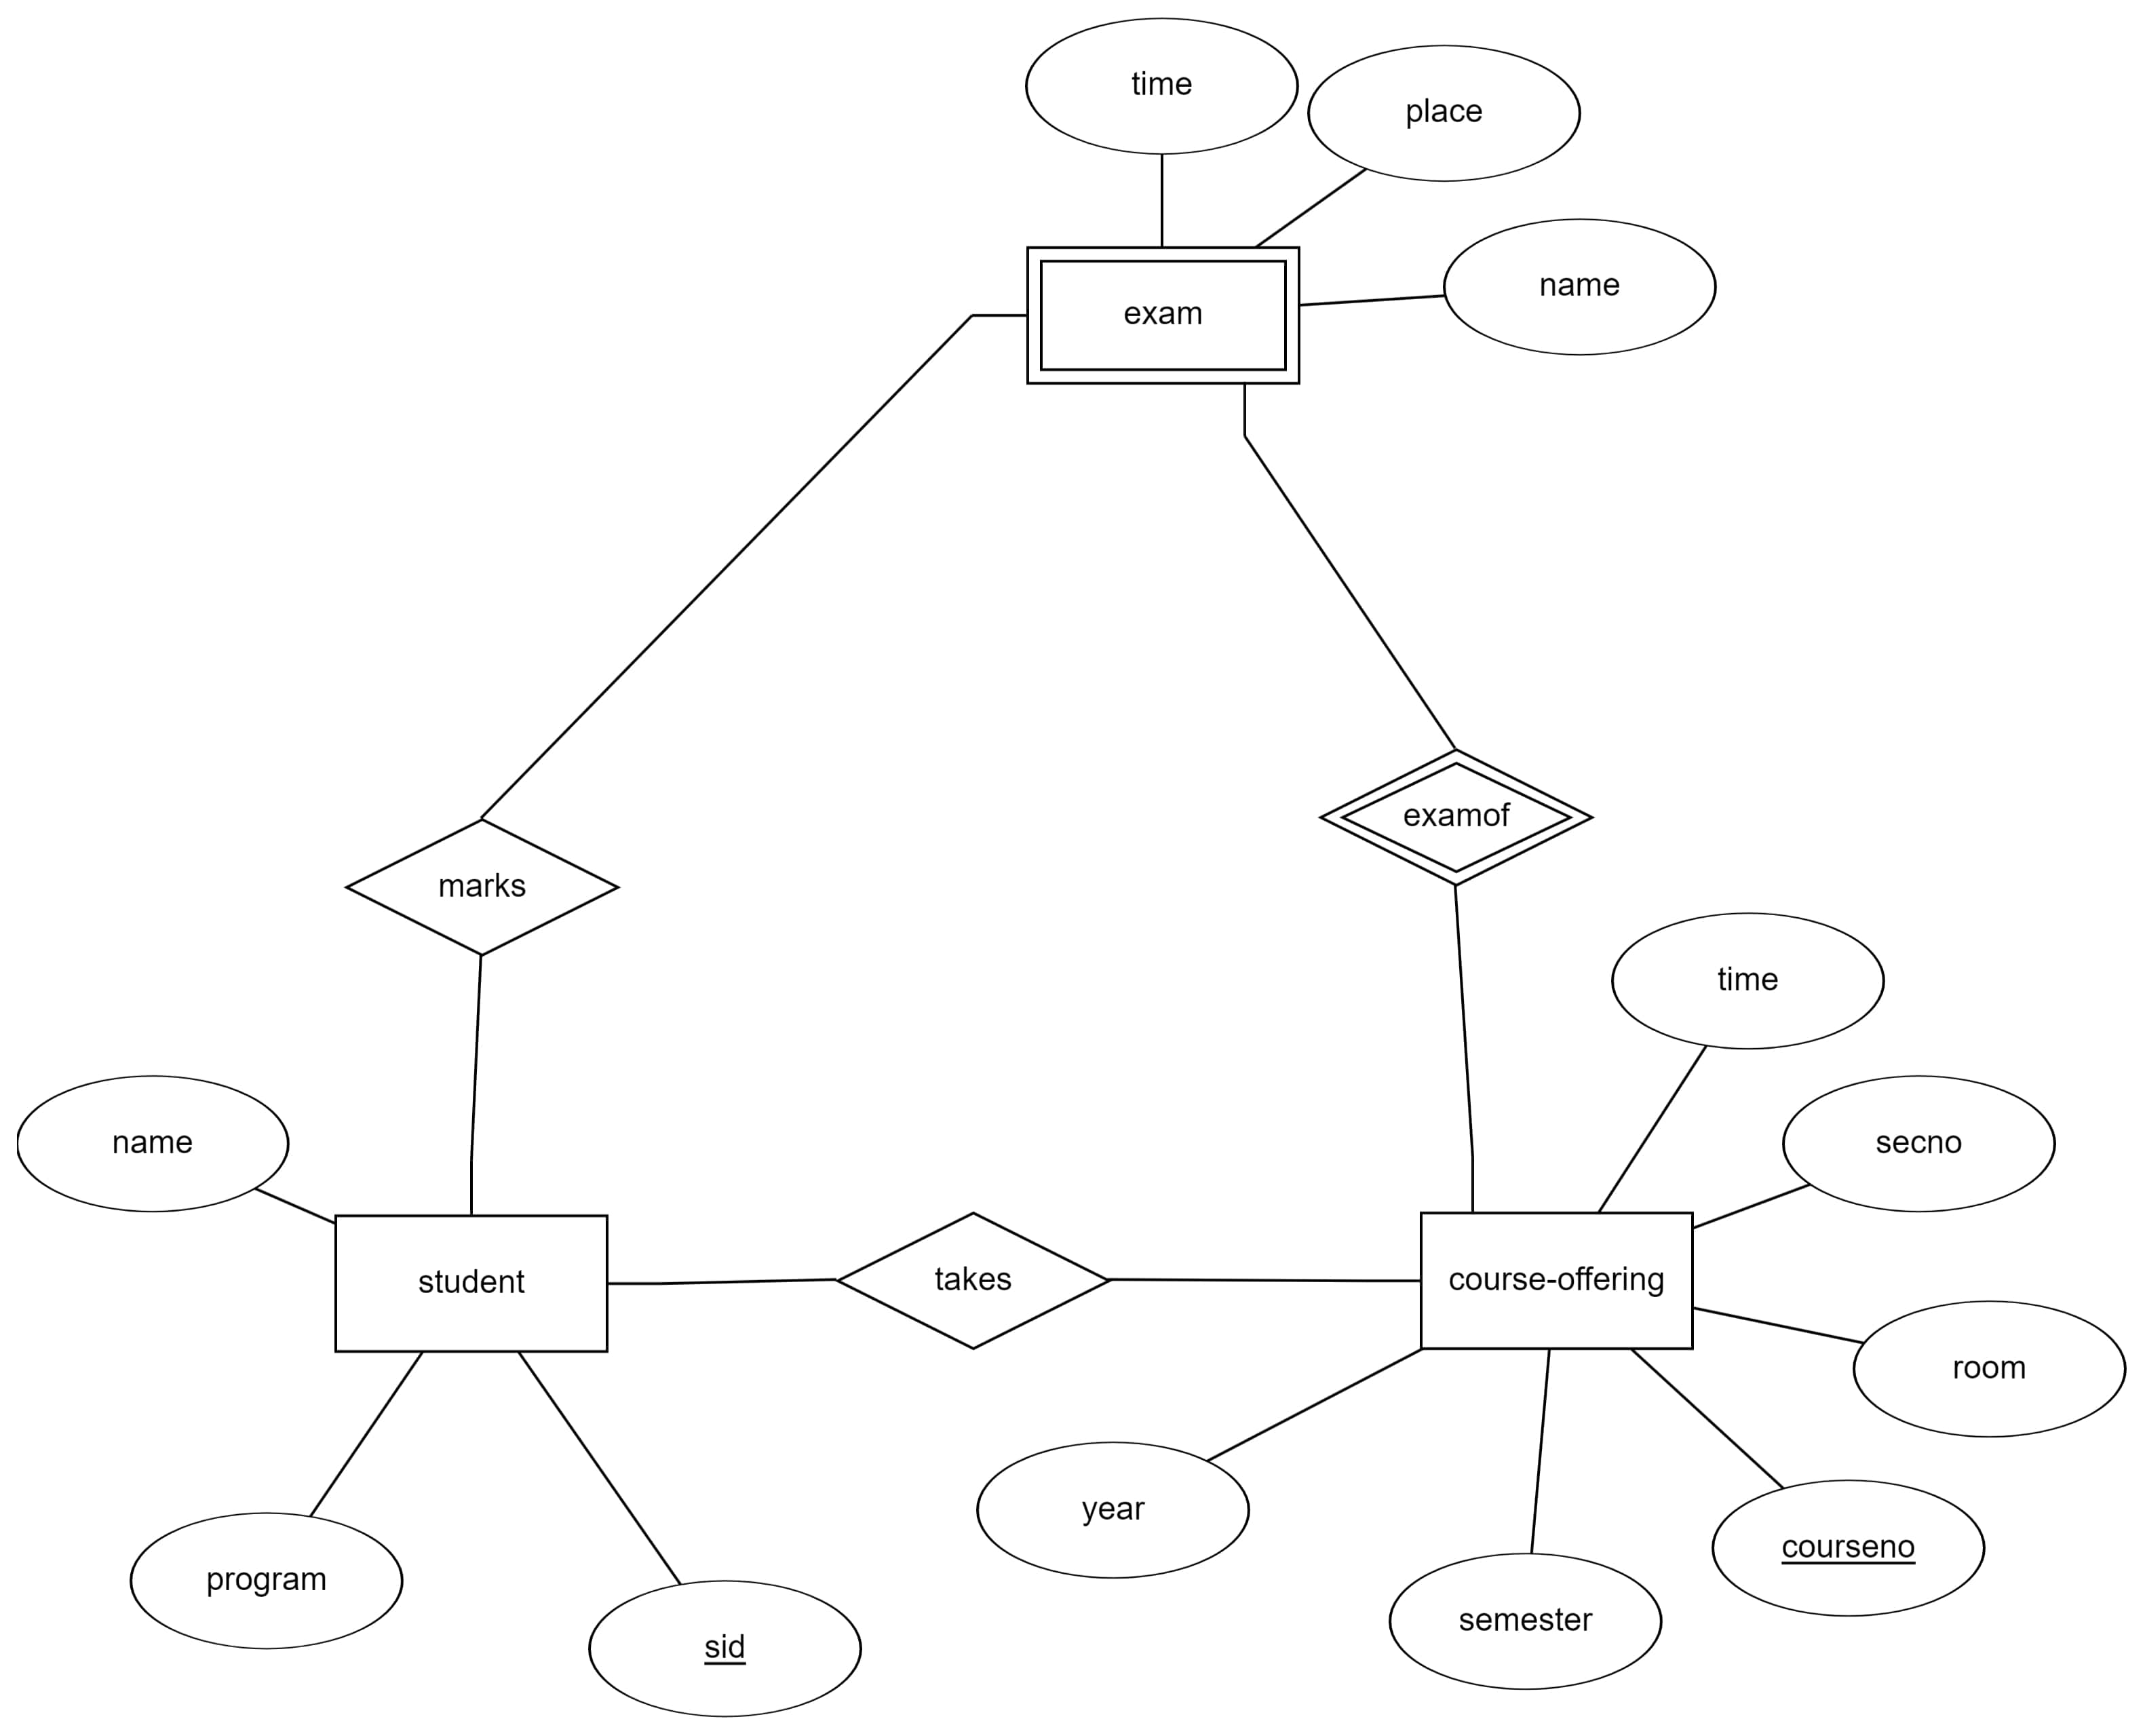 time
place
name
exam
examof
marks
time
name
secno
student
takes
course-offering
room
year
courseno
program
semester
sid